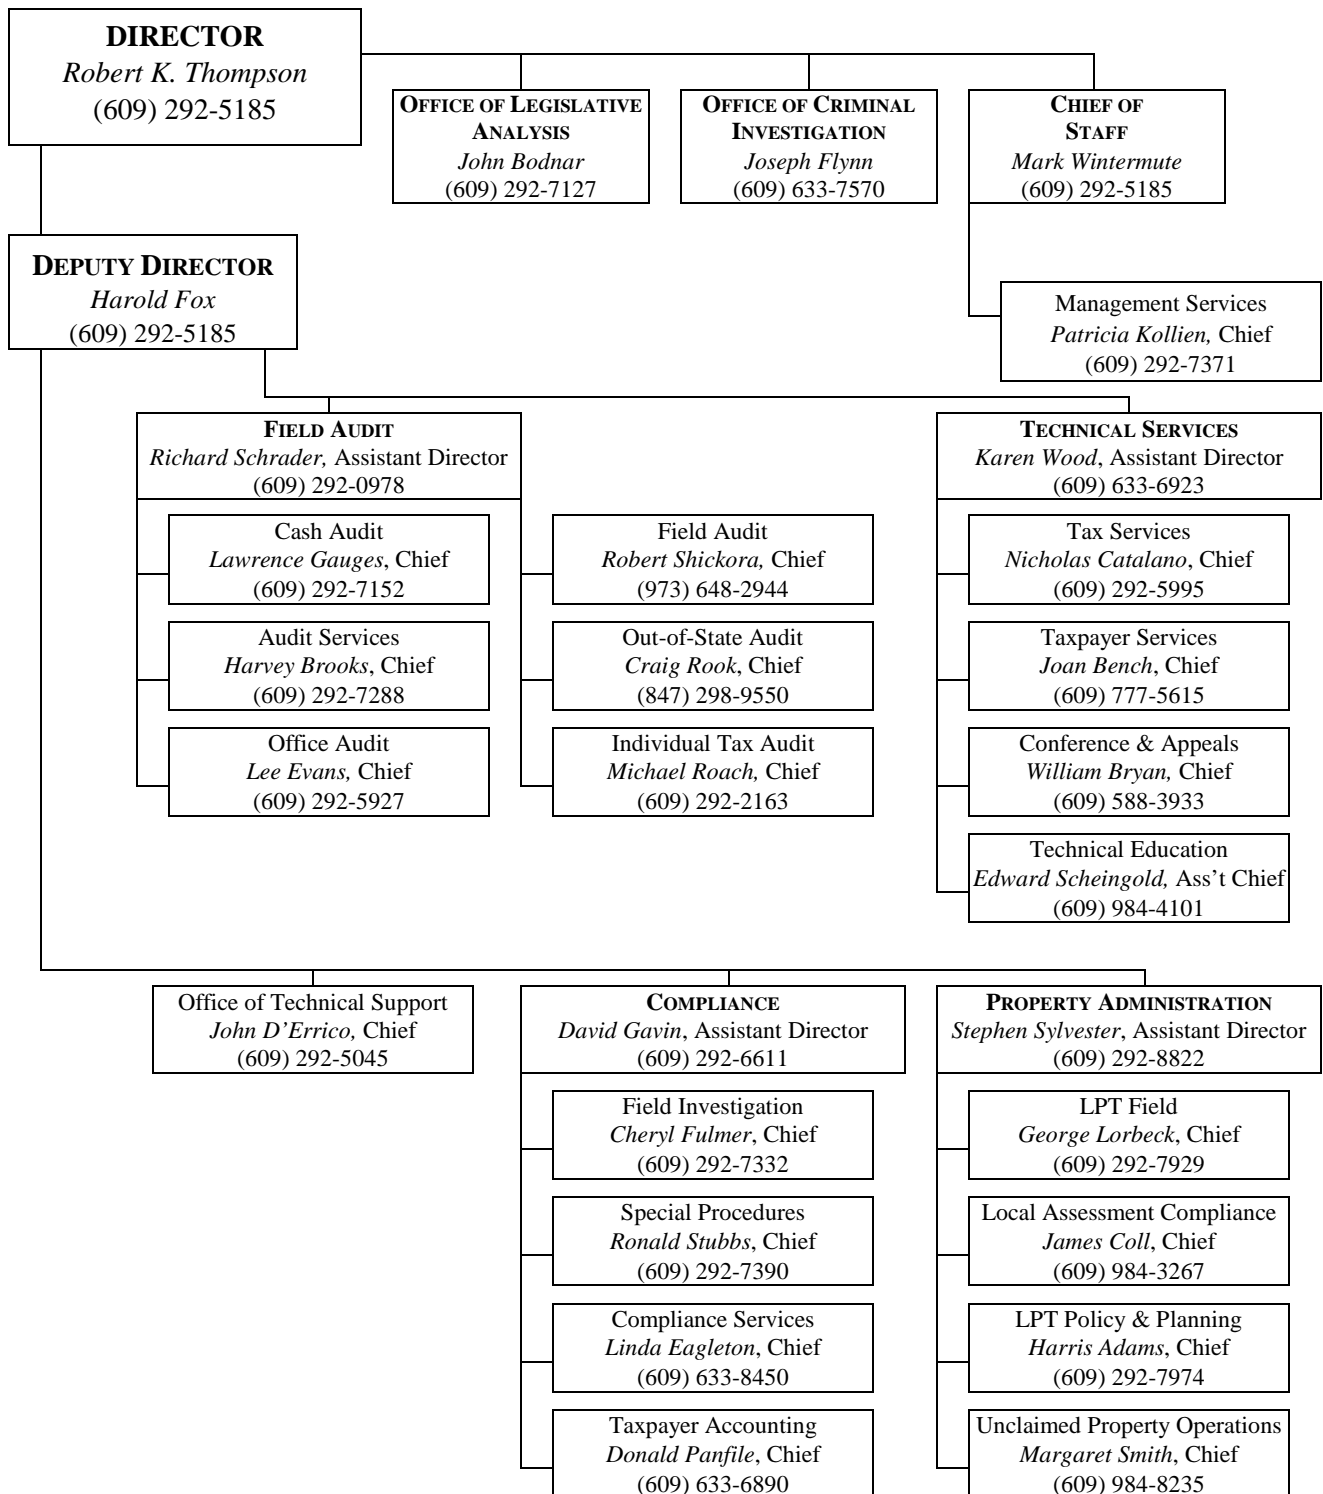 DIRECTOR
Robert K. Thompson
(609) 292-5185
OFFICE OF LEGISLATIVE
ANALYSIS
John Bodnar
(609) 292-7127
OFFICE OF CRIMINAL
INVESTIGATION
Joseph Flynn
(609) 633-7570
CHIEF OF
STAFF
Mark Wintermute
(609) 292-5185
DEPUTY DIRECTOR
Harold Fox
(609) 292-5185
Management Services
Patricia Kollien, Chief
(609) 292-7371
FIELD AUDIT
Richard Schrader, Assistant Director
(609) 292-0978
Cash Audit
Lawrence Gauges, Chief
(609) 292-7152
Audit Services
Harvey Brooks, Chief
(609) 292-7288
Office Audit
Lee Evans, Chief
(609) 292-5927
Field Audit
Robert Shickora, Chief
(973) 648-2944
Out-of-State Audit
Craig Rook, Chief
(847) 298-9550
Individual Tax Audit
Michael Roach, Chief
(609) 292-2163
TECHNICAL SERVICES
Karen Wood, Assistant Director
(609) 633-6923
Tax Services
Nicholas Catalano, Chief
(609) 292-5995
Taxpayer Services
Joan Bench, Chief
(609) 777-5615
Conference & Appeals
William Bryan, Chief
(609) 588-3933
Technical Education
Edward Scheingold, Ass't Chief
(609) 984-4101
Office of Technical Support
John D'Errico, Chief
(609) 292-5045
COMPLIANCE
David Gavin, Assistant Director
(609) 292-6611
Field Investigation
Cheryl Fulmer, Chief
(609) 292-7332
Special Procedures
Ronald Stubbs, Chief
(609) 292-7390
Compliance Services
Linda Eagleton, Chief
(609) 633-8450
Taxpayer Accounting
Donald Panfile, Chief
(609) 633-6890
PROPERTY ADMINISTRATION
Stephen Sylvester, Assistant Director
(609) 292-8822
LPT Field
George Lorbeck, Chief
(609) 292-7929
Local Assessment Compliance
James Coll, Chief
(609) 984-3267
LPT Policy & Planning
Harris Adams, Chief
(609) 292-7974
Unclaimed Property Operations
Margaret Smith, Chief
(609) 984-8235